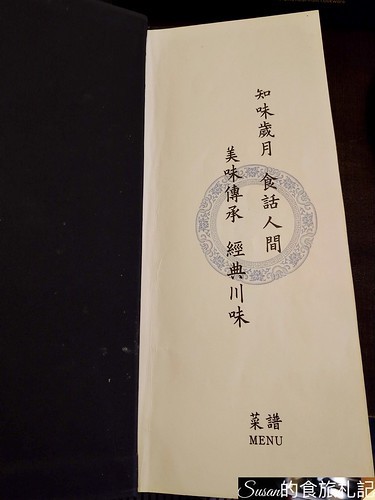 知味歲月 食話人間
美味傳承 經典川味
菜譜
MENU
Susan的食旅札記